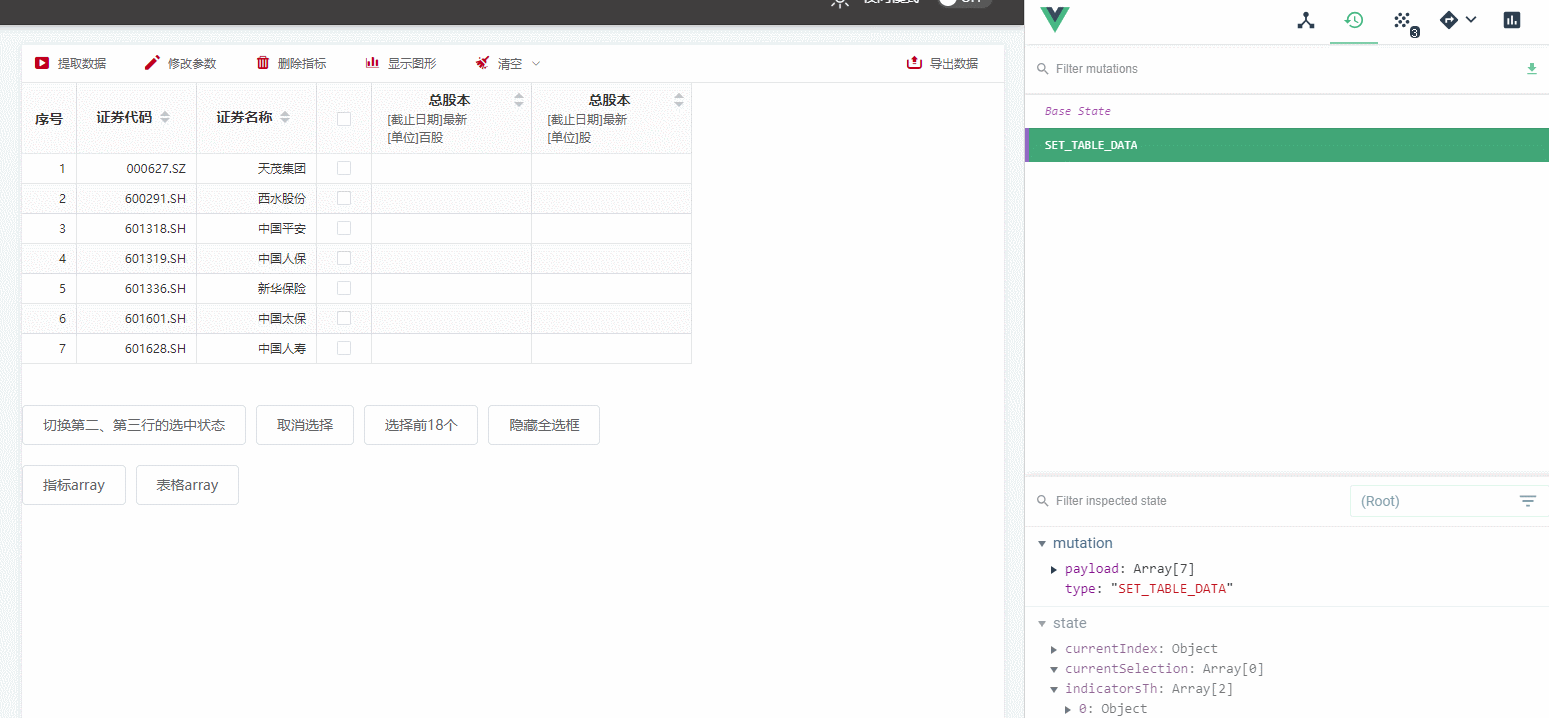 提取数据 修改参数 删除指标 显示图形 清空 导出数据
序号 证券代码 证券名称 总股本 [截止日期]最新 [单位]百股 总股本 [截止日期]最新 [单位]股
1 000627.SZ 天茂集团
2 600291.SH 西水股份
3 601318.SH 中国平安
4 601319.SH 中国人保
5 601336.SH 新华保险
6 601601.SH 中国太保
7 601628.SH 中国人寿
切换第二、第三行的选中状态 取消选择 选择前18个 隐藏全选框
指标array 表格array
3
Filter mutations
Base State
SET_TABLE_DATA
Filter inspected state (Root)
mutation
payload: Array[7]
type: "SET_TABLE_DATA"
state
currentIndex: Object
currentSelection: Array[0]
indicatorsTh: Array[2]
0: Object